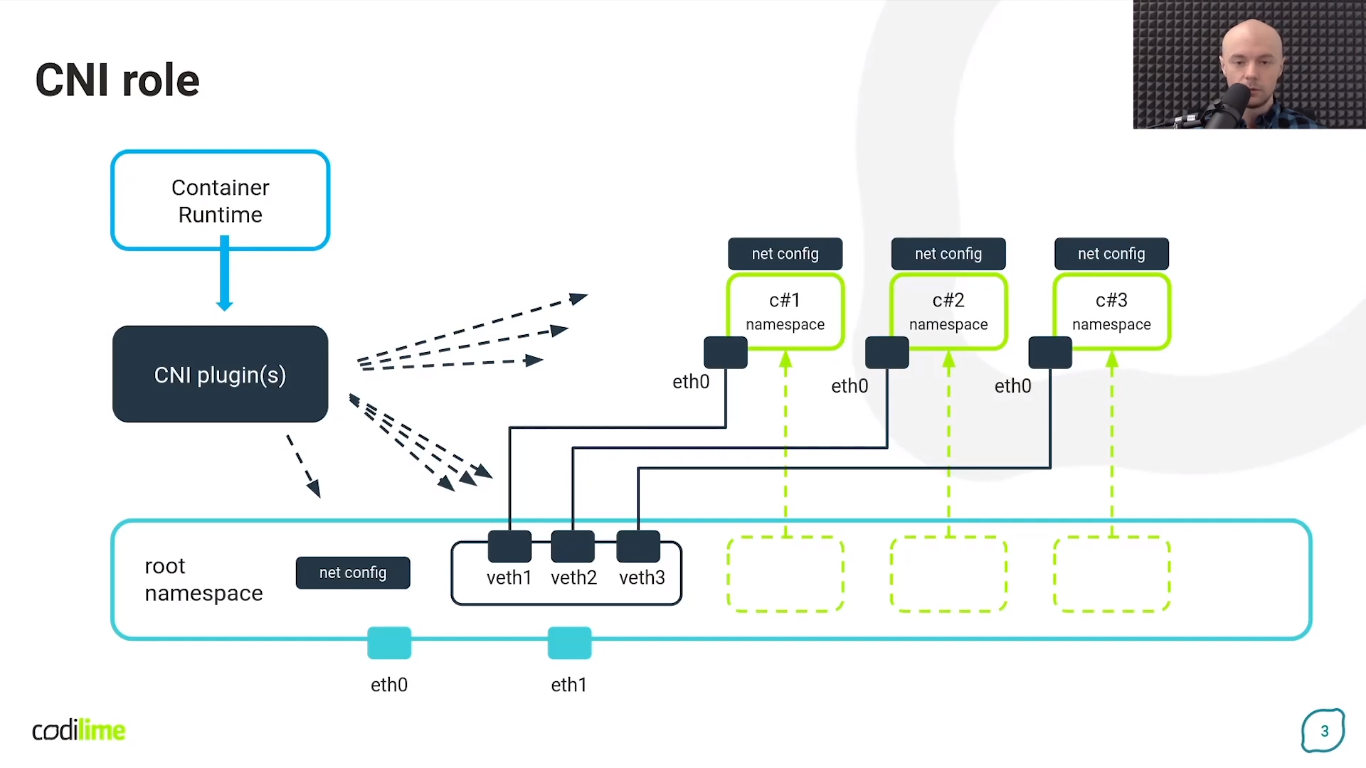 CNI role
Container
Runtime
CNI plugin(s)
net config
net config
net config
c#1
namespace
c#2
namespace
c#3
namespace
eth0
eth0
eth0
root
namespace
net config
veth1
veth2
veth3
eth0
eth1
codilime
3